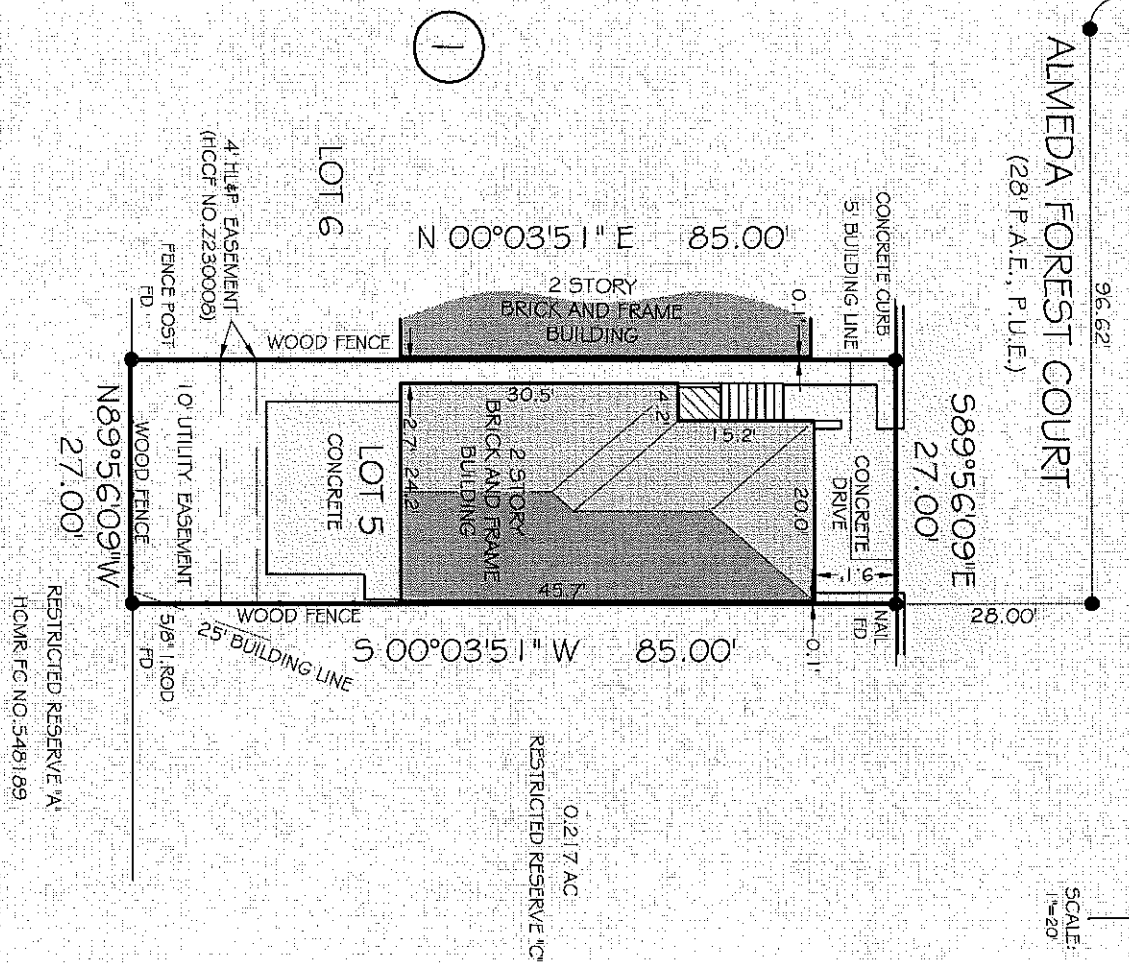 1
96.62'
ALMEDA FOREST COURT
(28' P.A.E., P.U.E.)
SCALE:
1"=20'
28.00'
S89°56'09"E
27.00'
CONCRETE CURB
5' BUILDING LINE
NAIL
FD
CONCRETE
DRIVE
9.1'
0.1'
0.1'
N 00°03'51" E 85.00'
2 STORY
BRICK AND FRAME
BUILDING
LOT 6
4' HL&P EASEMENT
(HCCF NO.Z230008)
FENCE POST
FD
WOOD FENCE
30.5'
4.2'
15.2'
20.0'
2 STORY
BRICK AND FRAME
BUILDING
2.7'
24.2'
45.7'
LOT 5
CONCRETE
10' UTILITY EASEMENT
WOOD FENCE
WOOD FENCE
N89°56'09"W
27.00'
5/8" I.ROD
FD
25' BUILDING LINE
S 00°03'51" W 85.00'
0.217 AC
RESTRICTED RESERVE "C"
RESTRICTED RESERVE "A"
HCMR FC NO.548189